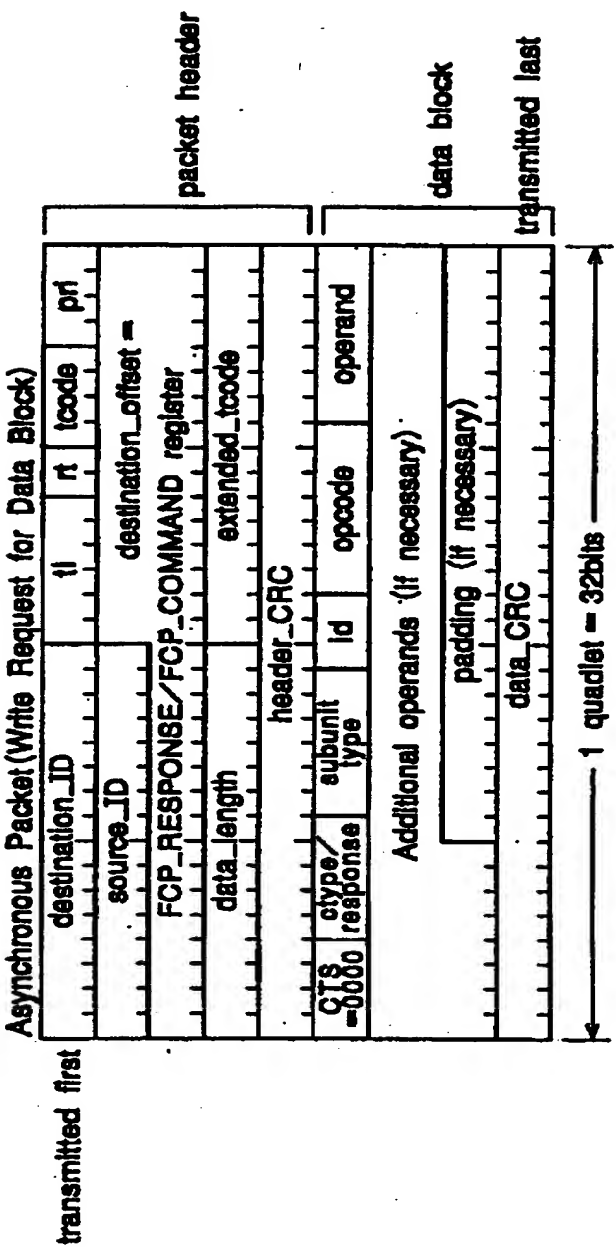 Asynchronous Packet (Write Request for Data Block)
transmitted first
destination_ID tl rt tcode pri
source_ID destination_offset =
FCP_RESPONSE/FCP_COMMAND register
data_length extended_tcode
header_CRC
packet header
CTS =0000 ctype/ response subunit type id opcode operand
Additional operands (if necessary)
padding (if necessary)
data_CRC
data block
transmitted last
1 quadlet = 32bits